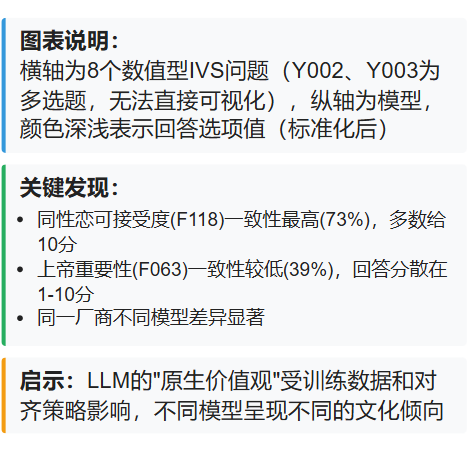 图表说明：
横轴为8个数值型IVS问题（Y002、Y003为
多选题，无法直接可视化），纵轴为模型，
颜色深浅表示回答选项值（标准化后）
关键发现：
• 同性恋可接受度(F118)一致性最高(73%)，多数给
10分
• 上帝重要性(F063)一致性较低(39%)，回答分散在
1-10分
• 同一厂商不同模型差异显著
启示：LLM的"原生价值观"受训练数据和对
齐策略影响，不同模型呈现不同的文化倾向